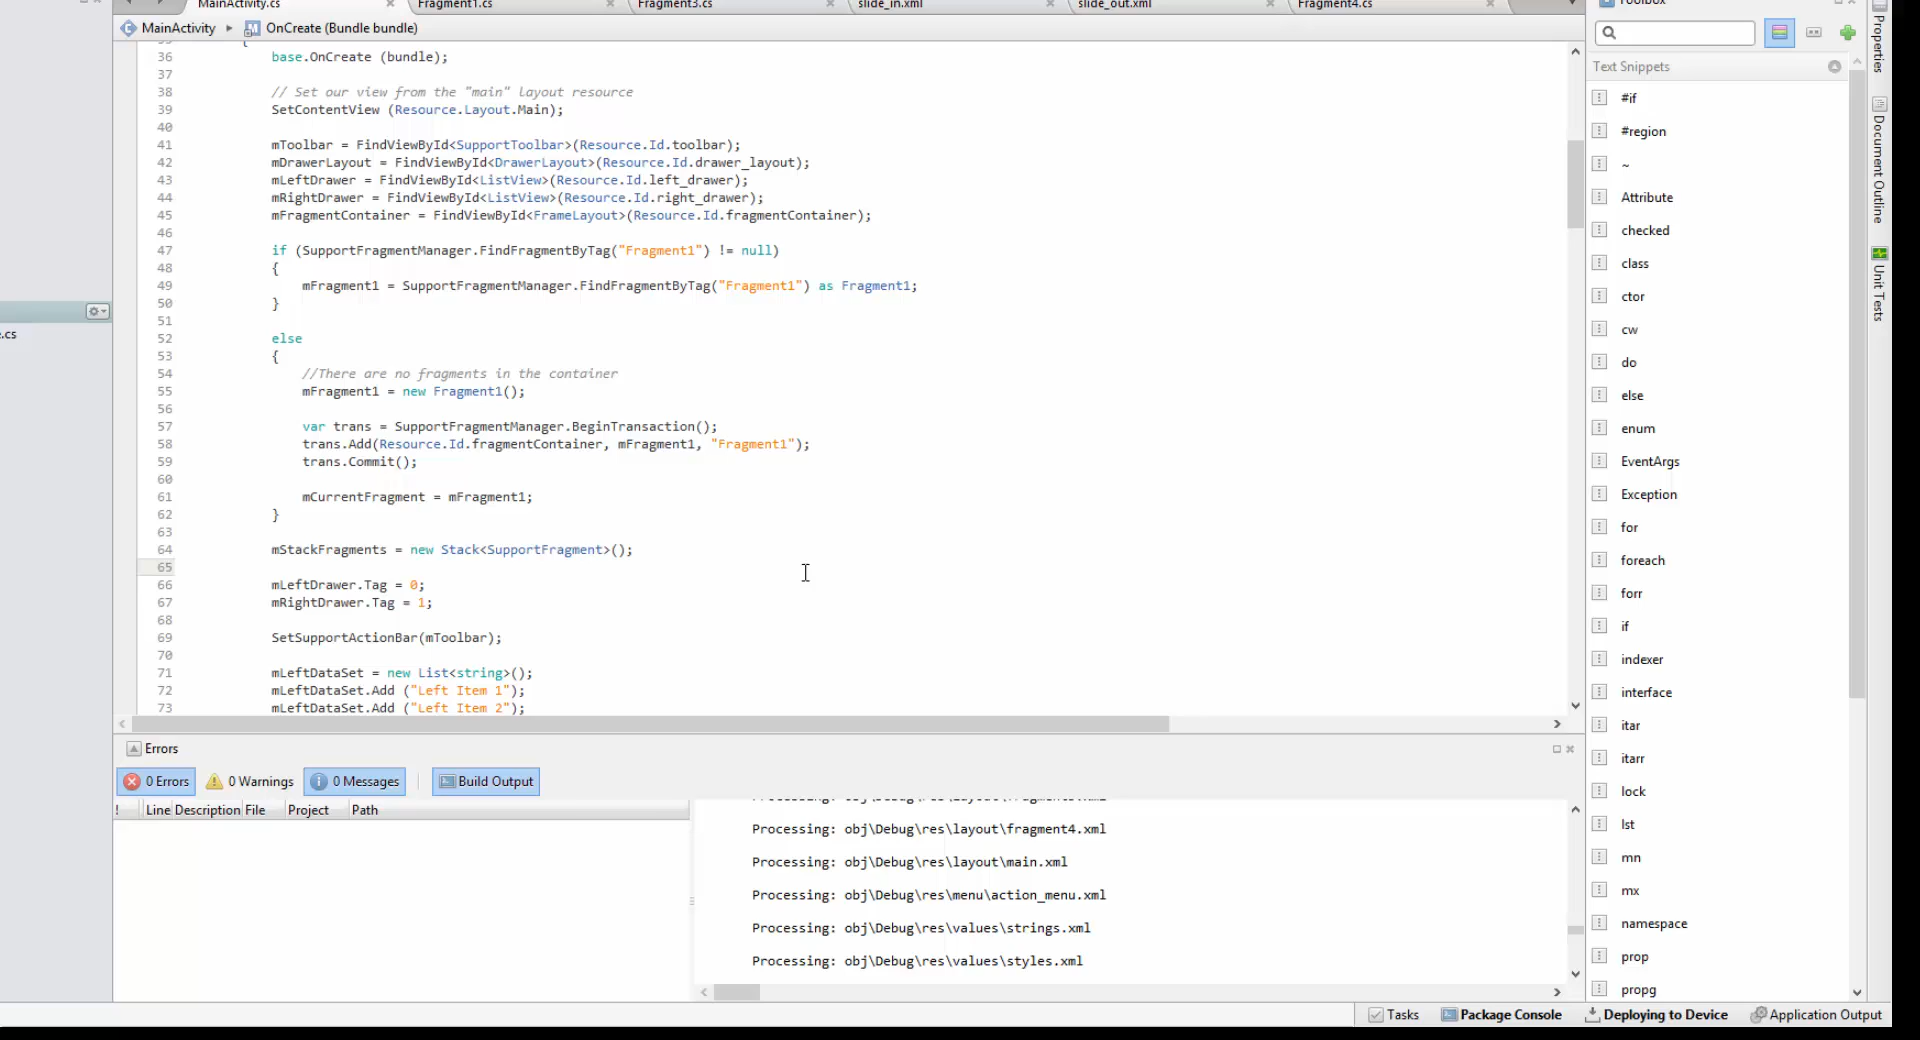 MainActivity.cs
Fragment1.cs
Fragment3.cs
slide_in.xml
slide_out.xml
Fragment4.cs
Toolbox
MainActivity
OnCreate (Bundle bundle)
36 base.OnCreate (bundle);
37
38 // Set our view from the "main" layout resource
39 SetContentView (Resource.Layout.Main);
40
41 mToolbar = FindViewById<SupportToolbar>(Resource.Id.toolbar);
42 mDrawerLayout = FindViewById<DrawerLayout>(Resource.Id.drawer_layout);
43 mLeftDrawer = FindViewById<ListView>(Resource.Id.left_drawer);
44 mRightDrawer = FindViewById<ListView>(Resource.Id.right_drawer);
45 mFragmentContainer = FindViewById<FrameLayout>(Resource.Id.fragmentContainer);
46
47 if (SupportFragmentManager.FindFragmentByTag("Fragment1") != null)
48 {
49 mFragment1 = SupportFragmentManager.FindFragmentByTag("Fragment1") as Fragment1;
50 }
51
52 else
53 {
54 //There are no fragments in the container
55 mFragment1 = new Fragment1();
56
57 var trans = SupportFragmentManager.BeginTransaction();
58 trans.Add(Resource.Id.fragmentContainer, mFragment1, "Fragment1");
59 trans.Commit();
60
61 mCurrentFragment = mFragment1;
62 }
63
64 mStackFragments = new Stack<SupportFragment>();
65
66 mLeftDrawer.Tag = 0;
67 mRightDrawer.Tag = 1;
68
69 SetSupportActionBar(mToolbar);
70
71 mLeftDataSet = new List<string>();
72 mLeftDataSet.Add ("Left Item 1");
73 mLeftDataSet.Add ("Left Item 2");
.cs
Text Snippets
#if
#region
~
Attribute
checked
class
ctor
cw
do
else
enum
EventArgs
Exception
for
foreach
forr
if
indexer
interface
itar
itarr
lock
lst
mn
mx
namespace
prop
propg
Properties
Document Outline
Unit Tests
Errors
0 Errors
0 Warnings
0 Messages
Build Output
! Line Description File Project Path
Processing: obj\Debug\res\layout\fragment4.xml
Processing: obj\Debug\res\layout\main.xml
Processing: obj\Debug\res\menu\action_menu.xml
Processing: obj\Debug\res\values\strings.xml
Processing: obj\Debug\res\values\styles.xml
Tasks
Package Console
Deploying to Device
Application Output